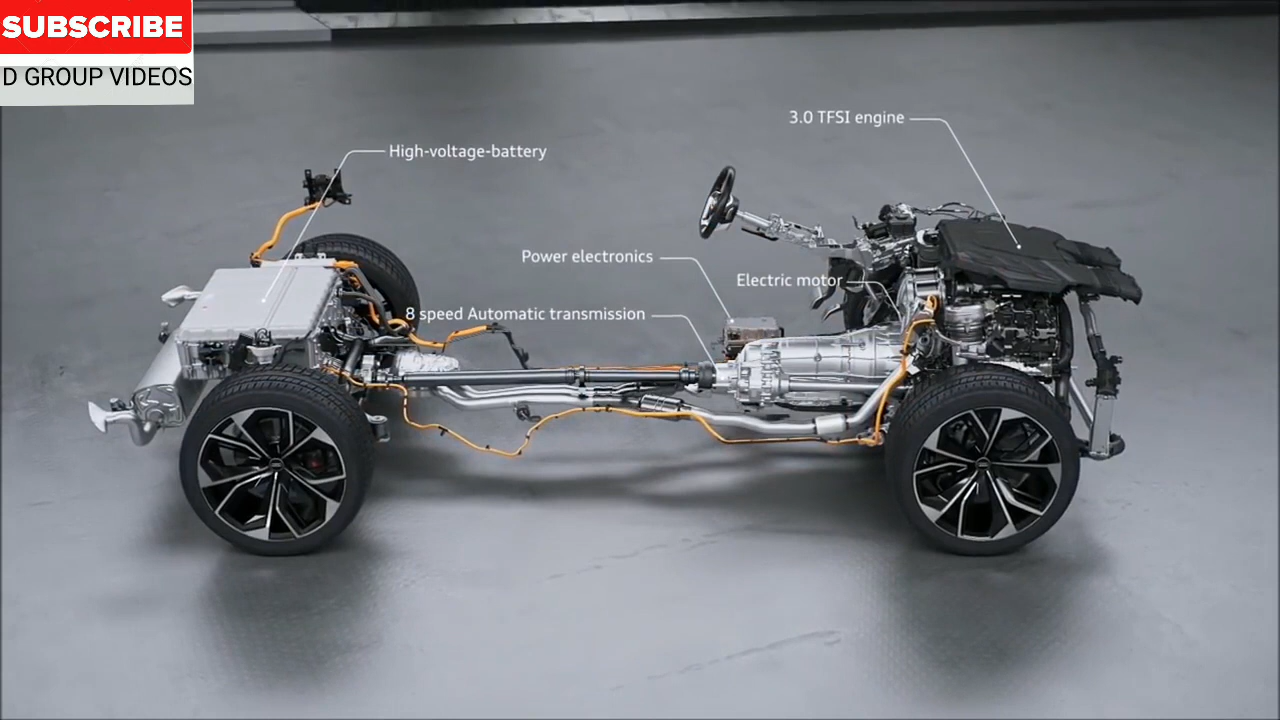 SUBSCRIBE
D GROUP VIDEOS
3.0 TFSI engine
High-voltage-battery
Power electronics
Electric motor
8 speed Automatic transmission